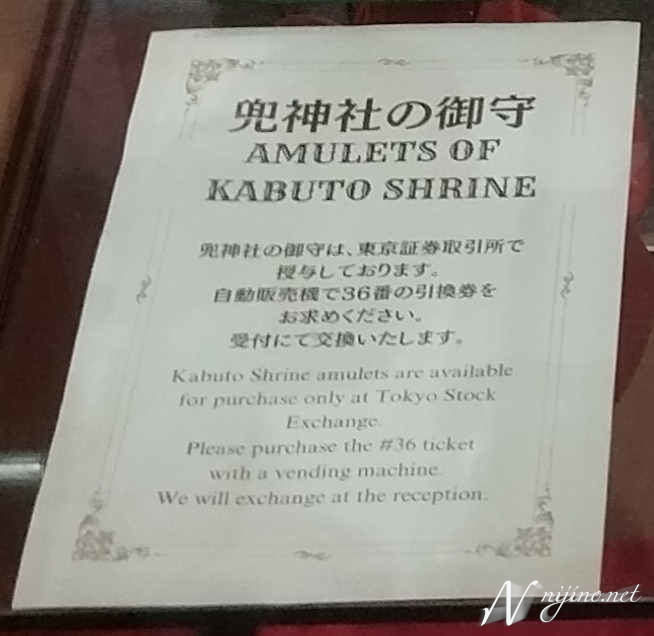 兜神社の御守
AMULETS OF
KABUTO SHRINE
兜神社の御守は、東京証券取引所で
授与しております。
自動販売機で36番の引換券を
お求めください。
受付にて交換いたします。
Kabuto Shrine amulets are available
for purchase only at Tokyo Stock
Exchange.
Please purchase the #36 ticket
with a vending machine.
We will exchange at the reception.
N nijine.net